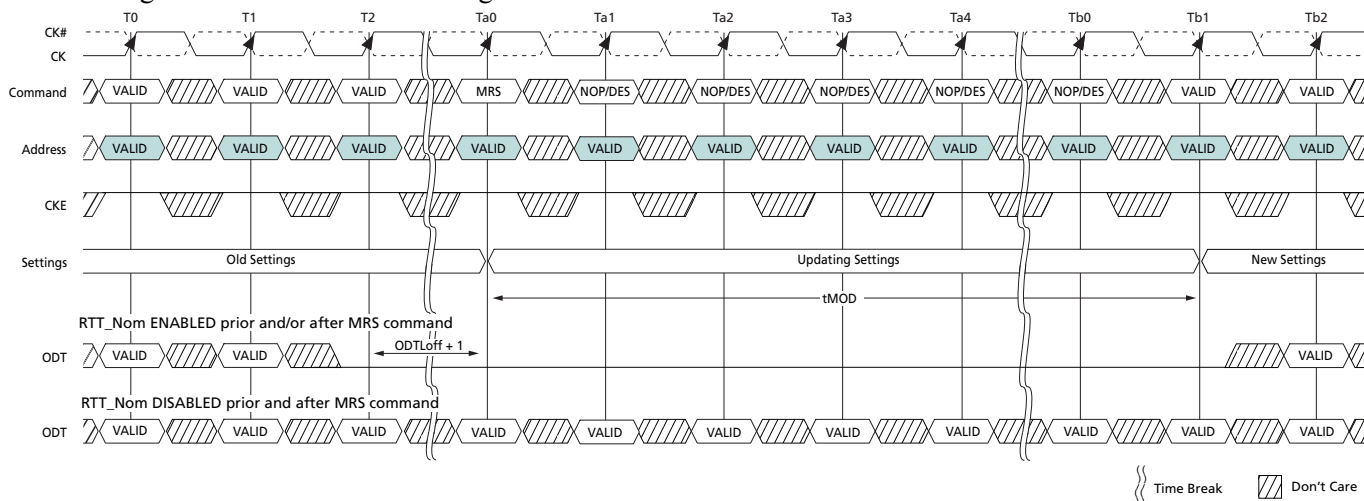 T0 T1 T2 Ta0 Ta1 Ta2 Ta3 Ta4 Tb0 Tb1 Tb2
CK#
CK
Command VALID VALID VALID MRS NOP/DES NOP/DES NOP/DES NOP/DES NOP/DES VALID VALID
Address VALID VALID VALID VALID VALID VALID VALID VALID VALID VALID VALID
CKE
Settings Old Settings Updating Settings New Settings
tMOD
RTT_Nom ENABLED prior and/or after MRS command
ODTLoff + 1
ODT VALID VALID VALID
RTT_Nom DISABLED prior and after MRS command
ODT VALID VALID VALID VALID VALID VALID VALID VALID VALID VALID VALID
Time Break Don't Care